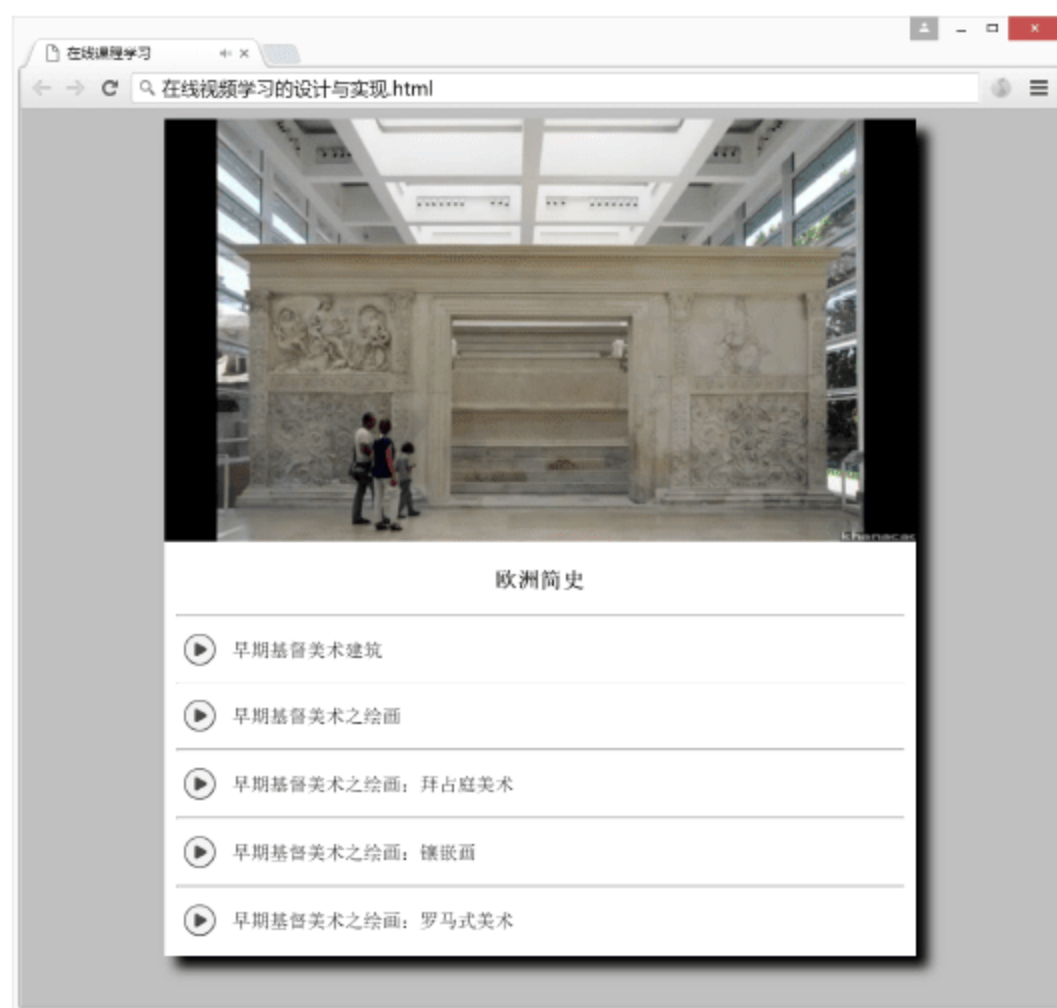 在线课程学习
在线视频学习的设计与实现.html
欧洲简史
早期基督美术建筑
早期基督美术之绘画
早期基督美术之绘画：拜占庭美术
早期基督美术之绘画：镶嵌画
早期基督美术之绘画：罗马式美术